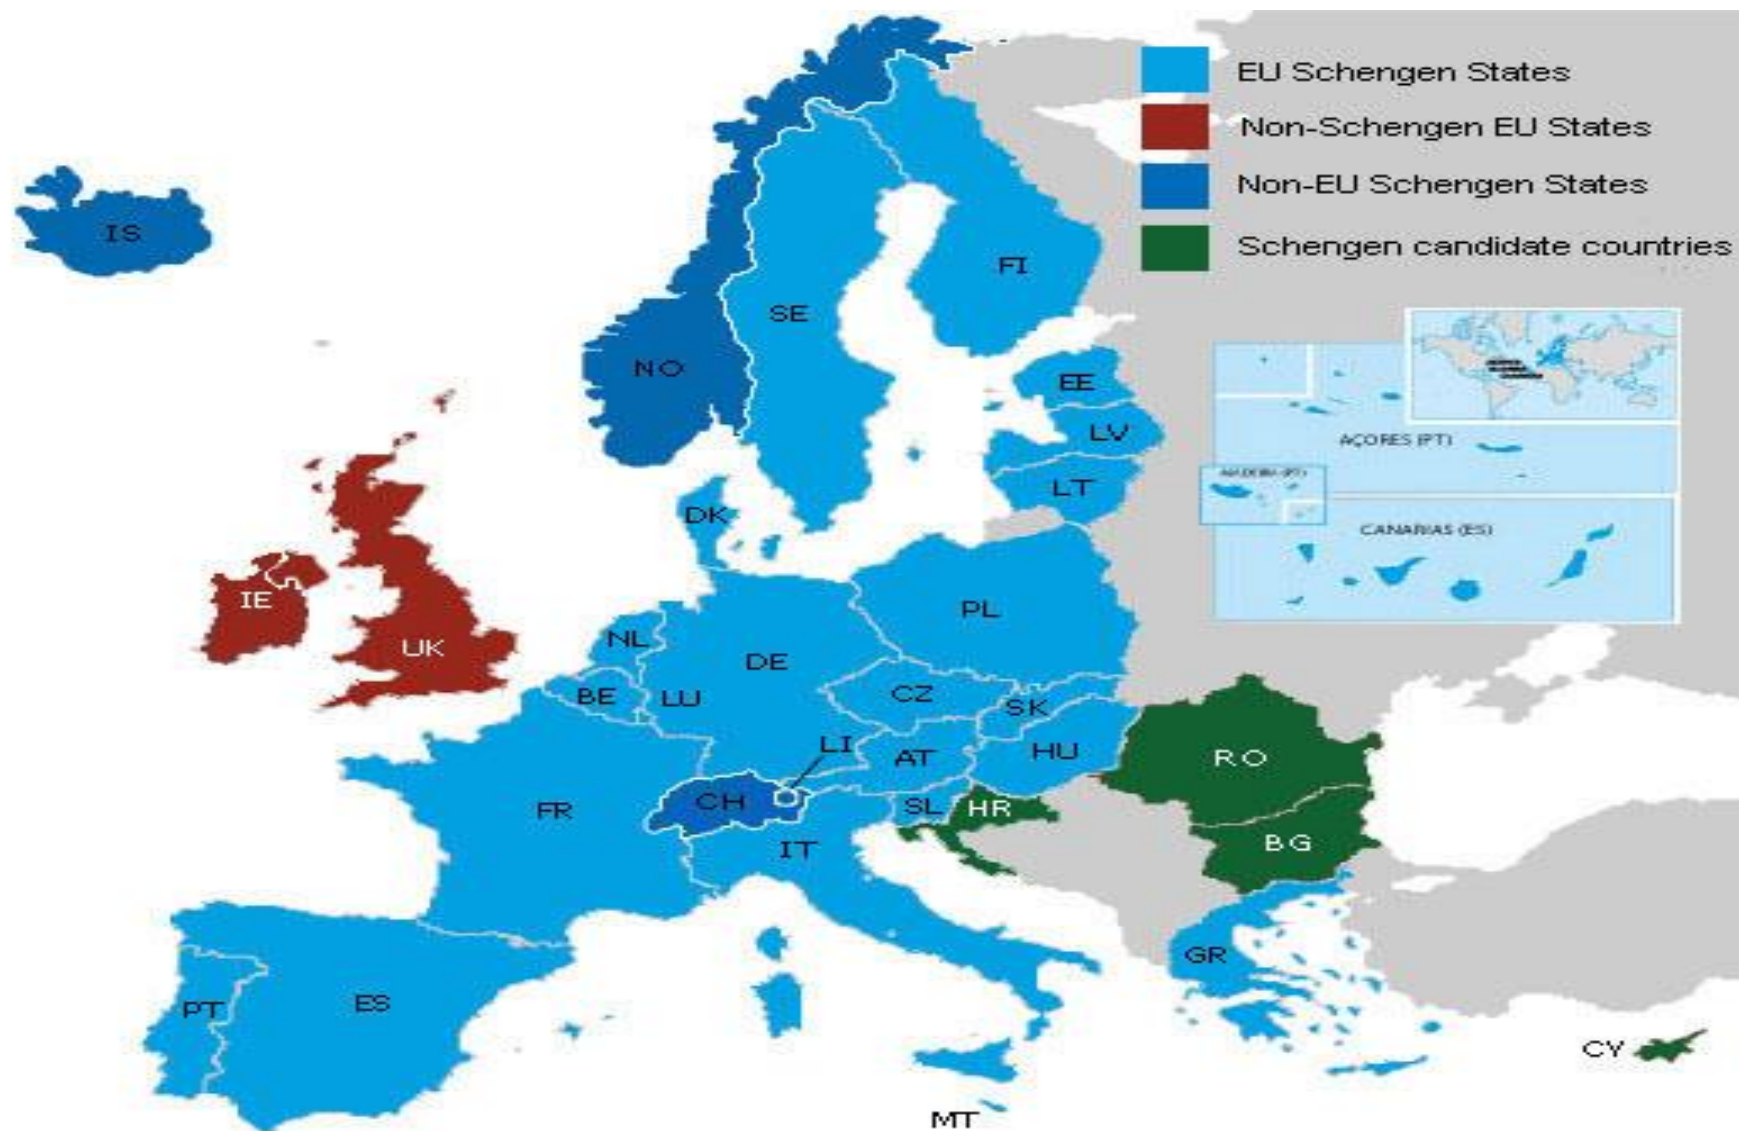 EU Schengen States
Non-Schengen EU States
Non-EU Schengen States
Schengen candidate countries
IS
FI
SE
NO
EE
LV
LT
DK
AÇORES (PT)
MADEIRA (PT)
CANARIAS (ES)
IE
UK
NL
DE
PL
BE
LU
CZ
SK
LI
AT
HU
RO
FR
CH
SL
HR
IT
BG
GR
PT
ES
CY
MT